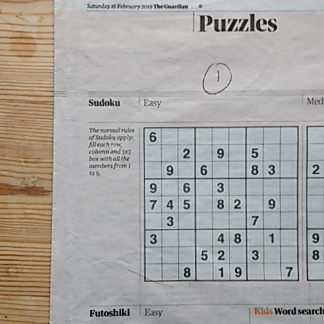 Saturday 16 February 2019 The Guardian
Puzzles
1
Sudoku Easy Med
The normal rules
of Sudoku apply:
fill each row,
column and 3x3
box with all the
numbers from 1
to 9.
6
2 9 5
9 6 8 3 2
9 6 3
7 4 5 8 2 9
3 7
3 4 8 1 9
5 2 3 8
8 1 9 7
Futoshiki Easy Kids Word search